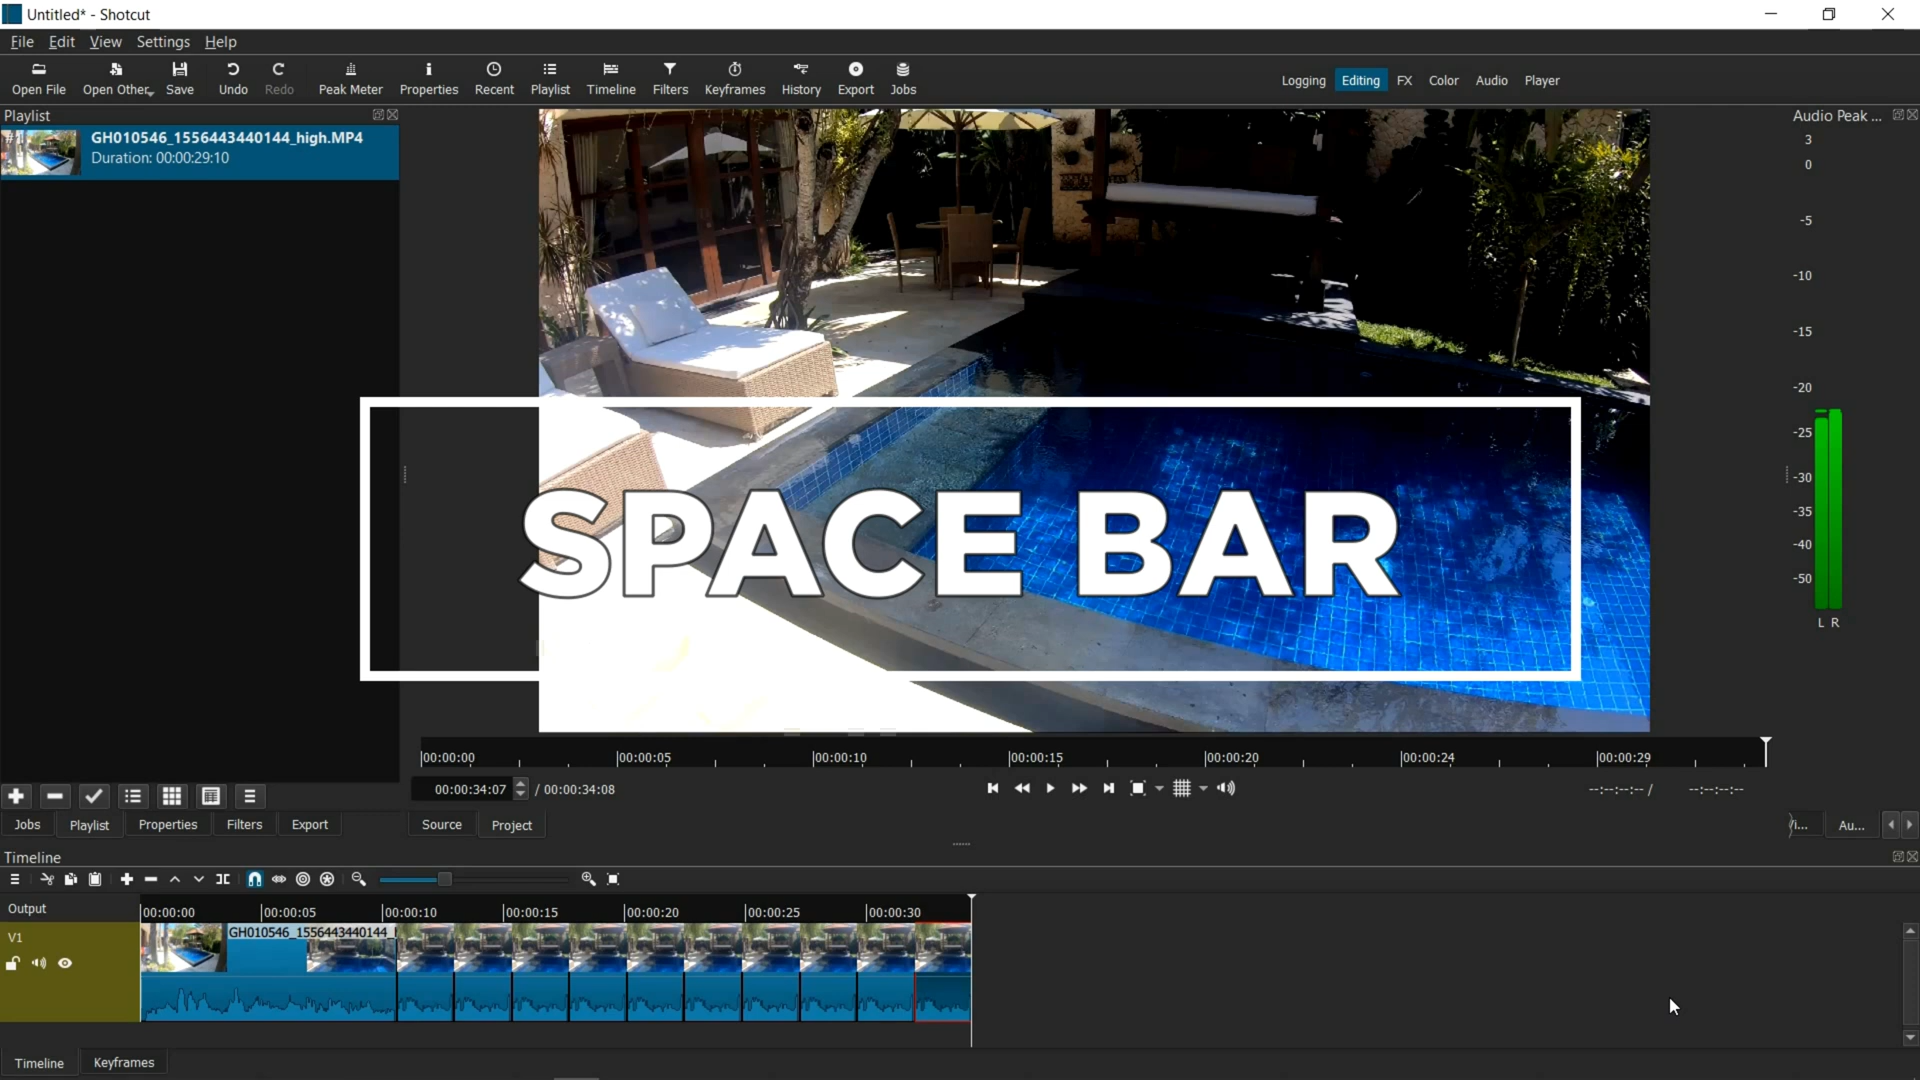 Untitled* - Shotcut
File Edit View Settings Help
Open File Open Other... Save Undo Redo Peak Meter Properties Recent Playlist Timeline Filters Keyframes History Export Jobs
Logging Editing FX Color Audio Player
Playlist
Audio Peak ...
#1
GH010546_1556443440144_high.MP4
Duration: 00:00:29:10
3
0
-5
-10
-15
-20
-25
-30
-35
-40
-50
L R
SPACE BAR
00:00:00 00:00:05 00:00:10 00:00:15 00:00:20 00:00:24 00:00:29
00:00:34:07 / 00:00:34:08
--:--:--:-- / --:--:--:--
Jobs Playlist Properties Filters Export
Source Project
Au...
Timeline
Output
00:00:00 00:00:05 00:00:10 00:00:15 00:00:20 00:00:25 00:00:30
V1
GH010546_1556443440144_
Timeline Keyframes